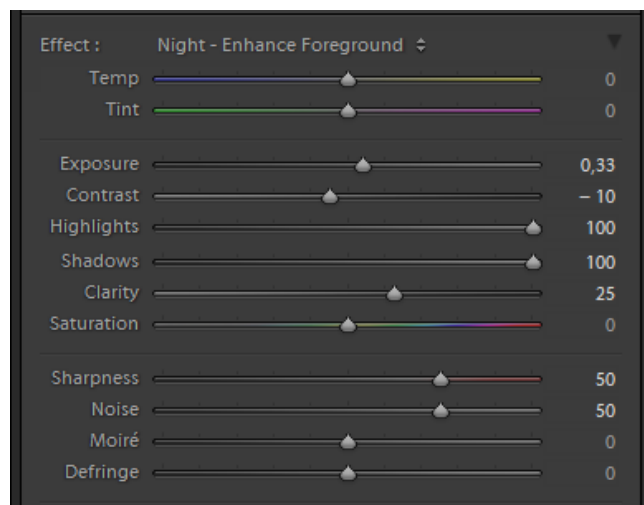 Effect : Night - Enhance Foreground
Temp 0
Tint 0
Exposure 0,33
Contrast – 10
Highlights 100
Shadows 100
Clarity 25
Saturation 0
Sharpness 50
Noise 50
Moiré 0
Defringe 0